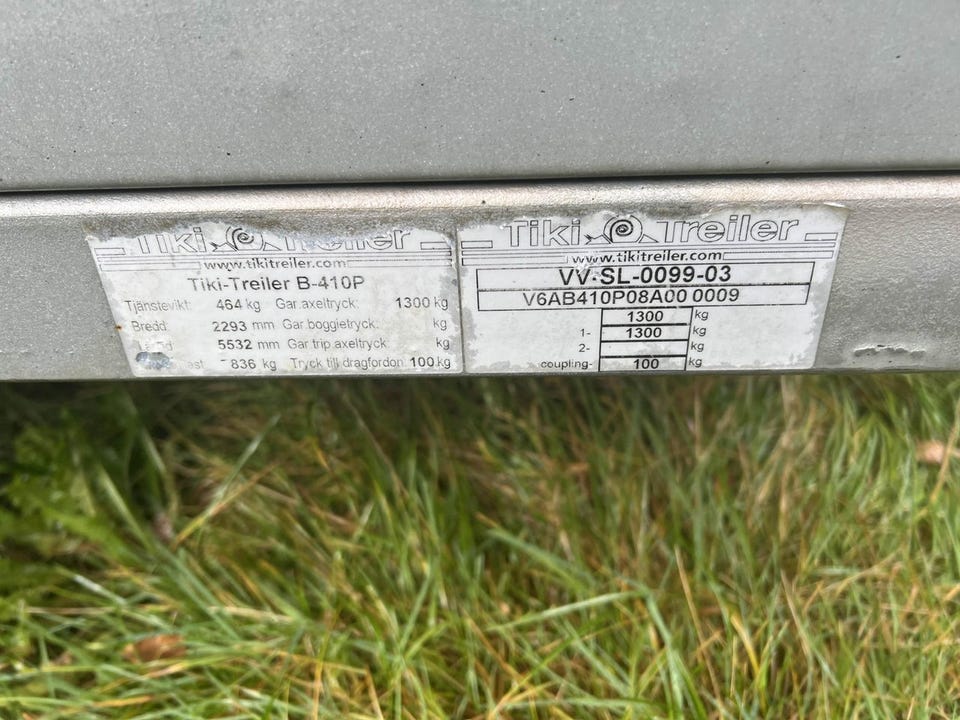 Tiki Treiler
www.tikitreiler.com
Tiki-Treiler B-410P
Tjänstevikt: 464 kg Gar.axeltryck: 1300 kg
Bredd: 2293 mm Gar.boggietryck: kg
5532 mm Gar trip.axeltryck: kg
836 kg Tryck till dragfordon 100 kg
Tiki Treiler
www.tikitreiler.com
VV-SL-0099-03
V6AB410P08A00 0009
1300 kg
1- 1300 kg
2- kg
coupling- 100 kg